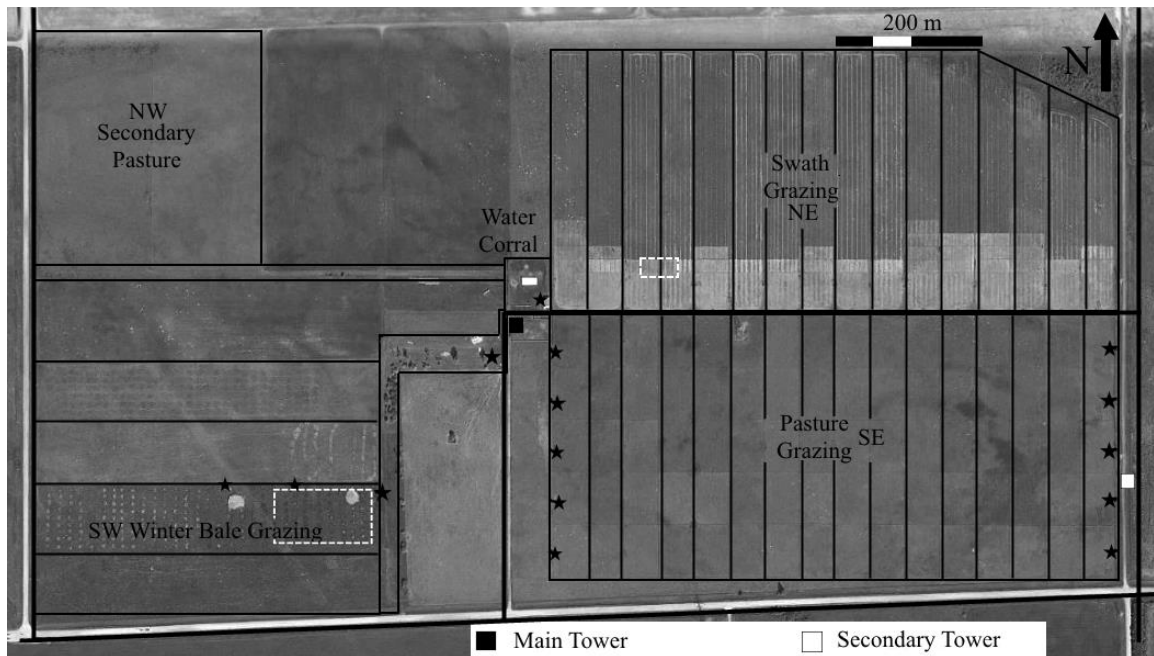 200 m
N
NW
Secondary
Pasture
Swath
Grazing
NE
Water
Corral
Pasture
Grazing
SE
SW Winter Bale Grazing
Main Tower
Secondary Tower